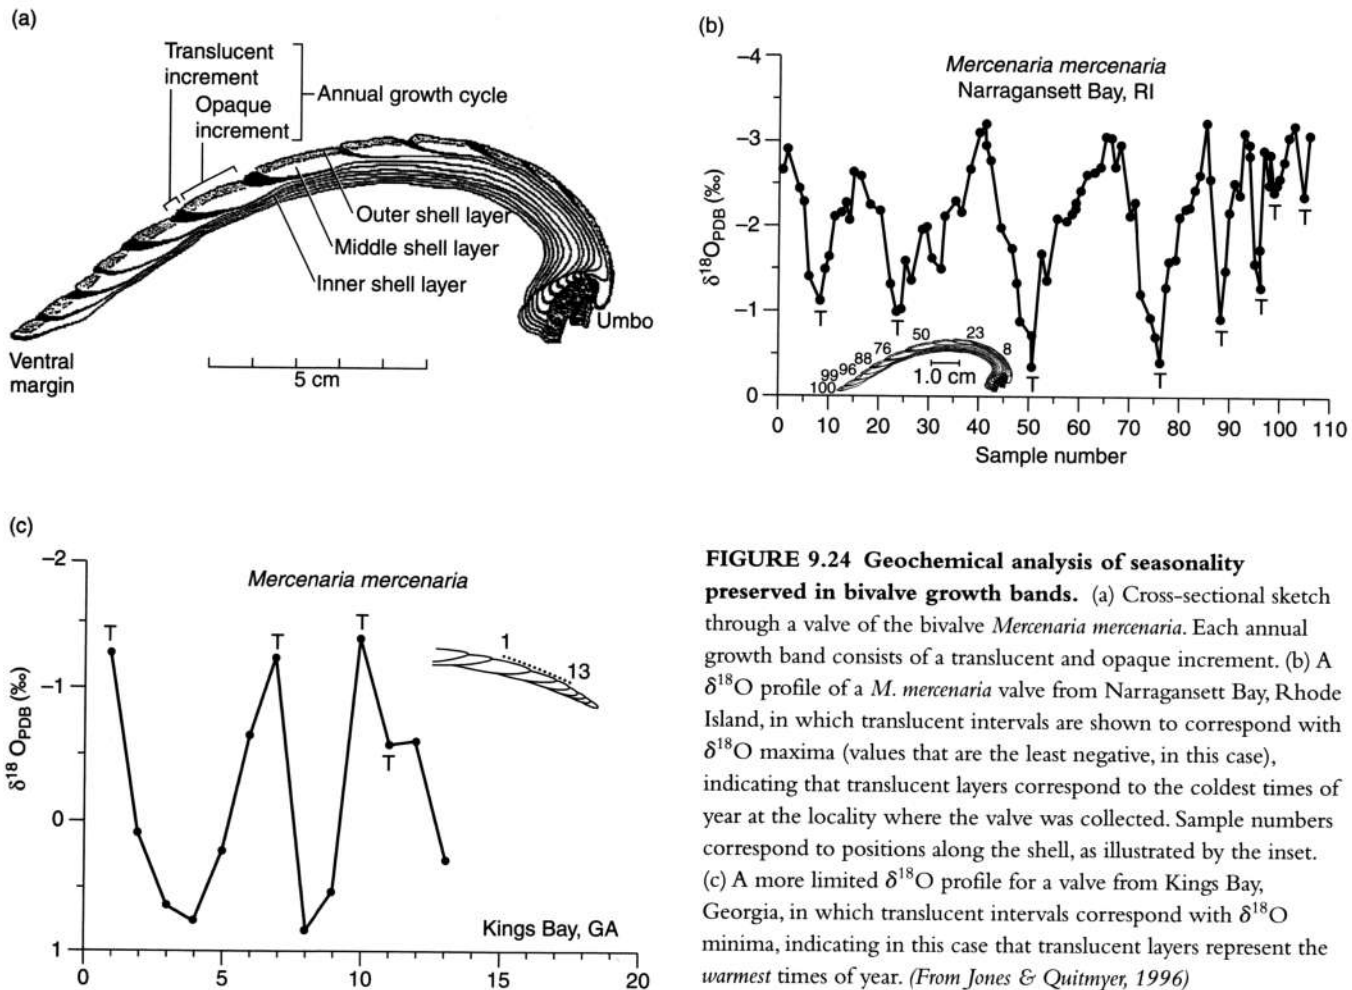 (a)
Translucent
increment
Opaque
increment
Annual growth cycle
Outer shell layer
Middle shell layer
Inner shell layer
Umbo
Ventral
margin
5 cm
(b)
Mercenaria mercenaria
Narragansett Bay, RI
–4
–3
–2
–1
0
δ¹⁸O_PDB (‰)
T
T
T
T
T
T
T
T
100
99
96
88
76
50
23
8
1.0 cm
0 10 20 30 40 50 60 70 80 90 100 110
Sample number
(c)
Mercenaria mercenaria
–2
–1
0
1
δ¹⁸ O_PDB (‰)
T
T
T
T
1
13
Kings Bay, GA
0 5 10 15 20
FIGURE 9.24 Geochemical analysis of seasonality
preserved in bivalve growth bands. (a) Cross-sectional sketch
through a valve of the bivalve Mercenaria mercenaria. Each annual
growth band consists of a translucent and opaque increment. (b) A
δ¹⁸O profile of a M. mercenaria valve from Narragansett Bay, Rhode
Island, in which translucent intervals are shown to correspond with
δ¹⁸O maxima (values that are the least negative, in this case),
indicating that translucent layers correspond to the coldest times of
year at the locality where the valve was collected. Sample numbers
correspond to positions along the shell, as illustrated by the inset.
(c) A more limited δ¹⁸O profile for a valve from Kings Bay,
Georgia, in which translucent intervals correspond with δ¹⁸O
minima, indicating in this case that translucent layers represent the
warmest times of year. (From Jones & Quitmyer, 1996)